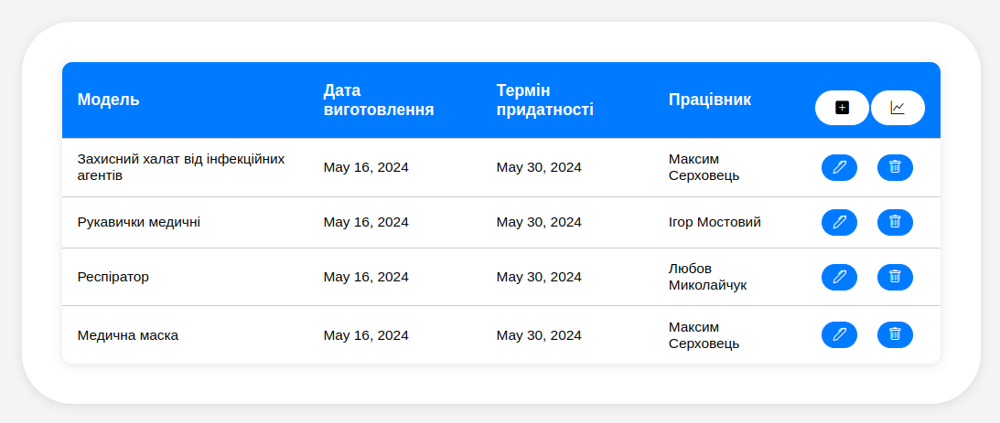 Модель Дата виготовлення Термін придатності Працівник
Захисний халат від інфекційних агентів May 16, 2024 May 30, 2024 Максим Серховець
Рукавички медичні May 16, 2024 May 30, 2024 Ігор Мостовий
Респіратор May 16, 2024 May 30, 2024 Любов Миколайчук
Медична маска May 16, 2024 May 30, 2024 Максим Серховець